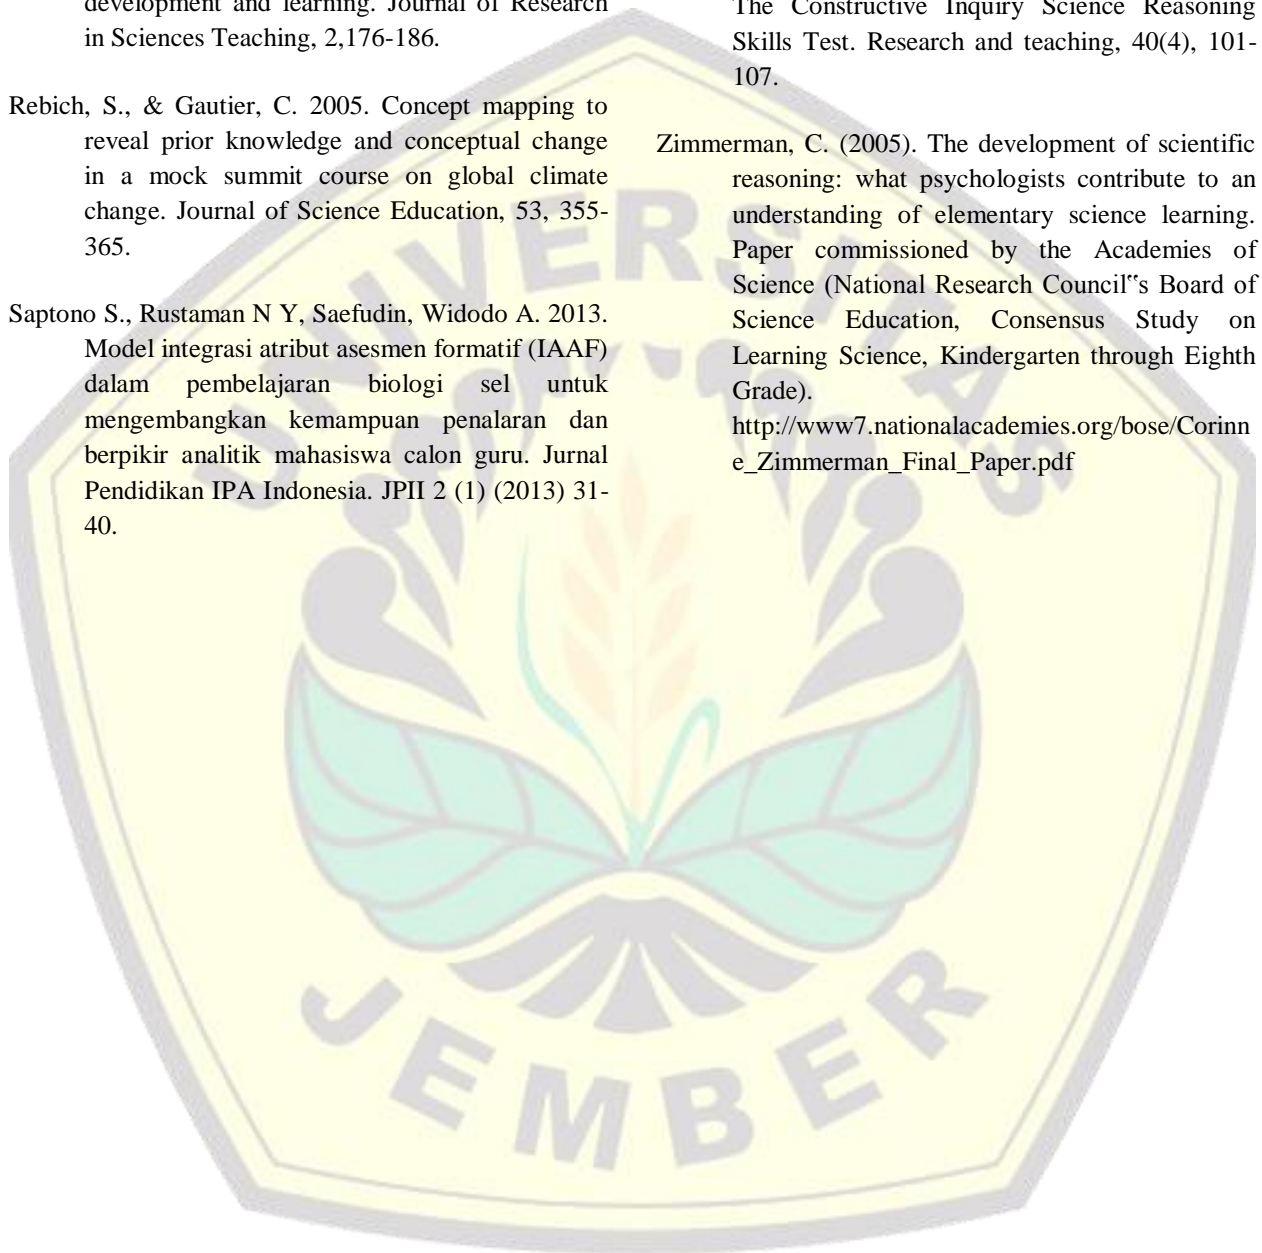 development and learning. Journal of Research
in Sciences Teaching, 2,176-186.
Rebich, S., & Gautier, C. 2005. Concept mapping to
reveal prior knowledge and conceptual change
in a mock summit course on global climate
change. Journal of Science Education, 53, 355-
365.
Saptono S., Rustaman N Y, Saefudin, Widodo A. 2013.
Model integrasi atribut asesmen formatif (IAAF)
dalam pembelajaran biologi sel untuk
mengembangkan kemampuan penalaran dan
berpikir analitik mahasiswa calon guru. Jurnal
Pendidikan IPA Indonesia. JPII 2 (1) (2013) 31-
40.
The Constructive Inquiry Science Reasoning
Skills Test. Research and teaching, 40(4), 101-
107.
Zimmerman, C. (2005). The development of scientific
reasoning: what psychologists contribute to an
understanding of elementary science learning.
Paper commissioned by the Academies of
Science (National Research Council‟s Board of
Science Education, Consensus Study on
Learning Science, Kindergarten through Eighth
Grade).
http://www7.nationalacademies.org/bose/Corinn
e_Zimmerman_Final_Paper.pdf
UNIVERSITAS
JEMBER